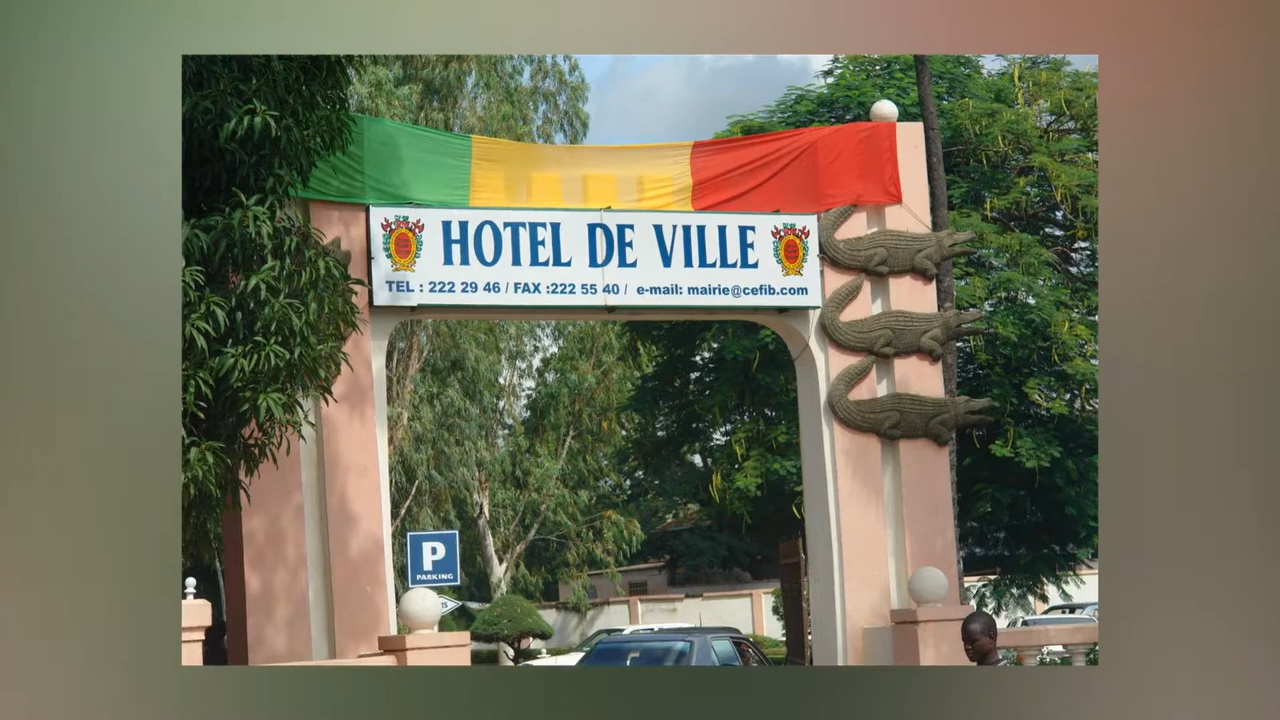 HOTEL DE VILLE
TEL : 222 29 46 / FAX :222 55 40 / e-mail: mairie@cefib.com
P
PARKING